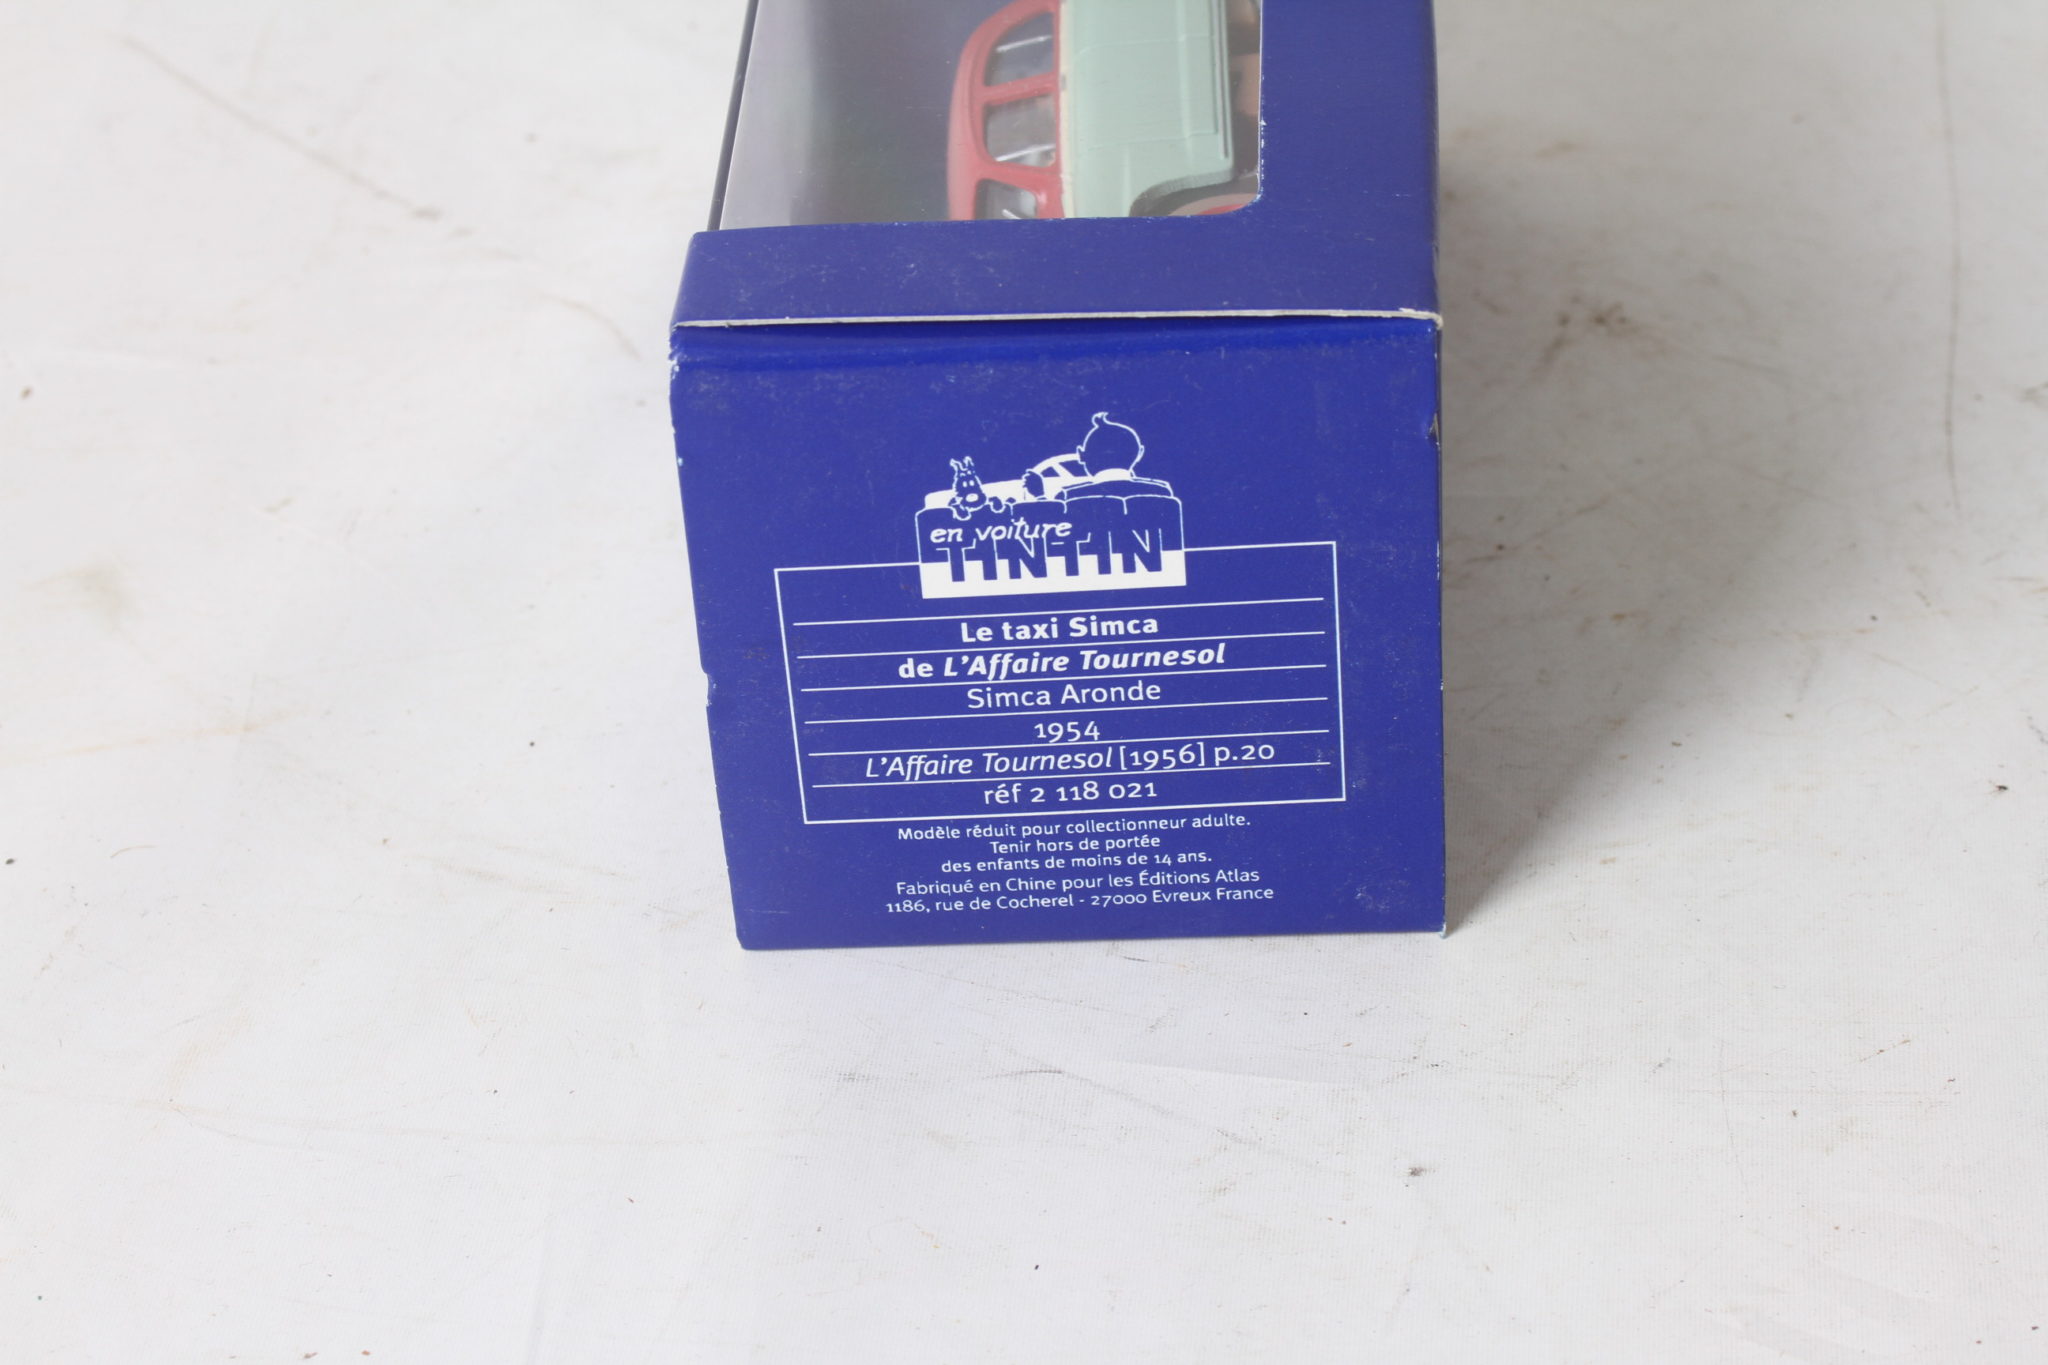 en voiture
TINTIN
Le taxi Simca
de L'Affaire Tournesol
Simca Aronde
1954
L'Affaire Tournesol [1956] p.20
réf 2 118 021
Modèle réduit pour collectionneur adulte.
Tenir hors de portée
des enfants de moins de 14 ans.
Fabriqué en Chine pour les Éditions Atlas
1186, rue de Cocherel - 27000 Evreux France